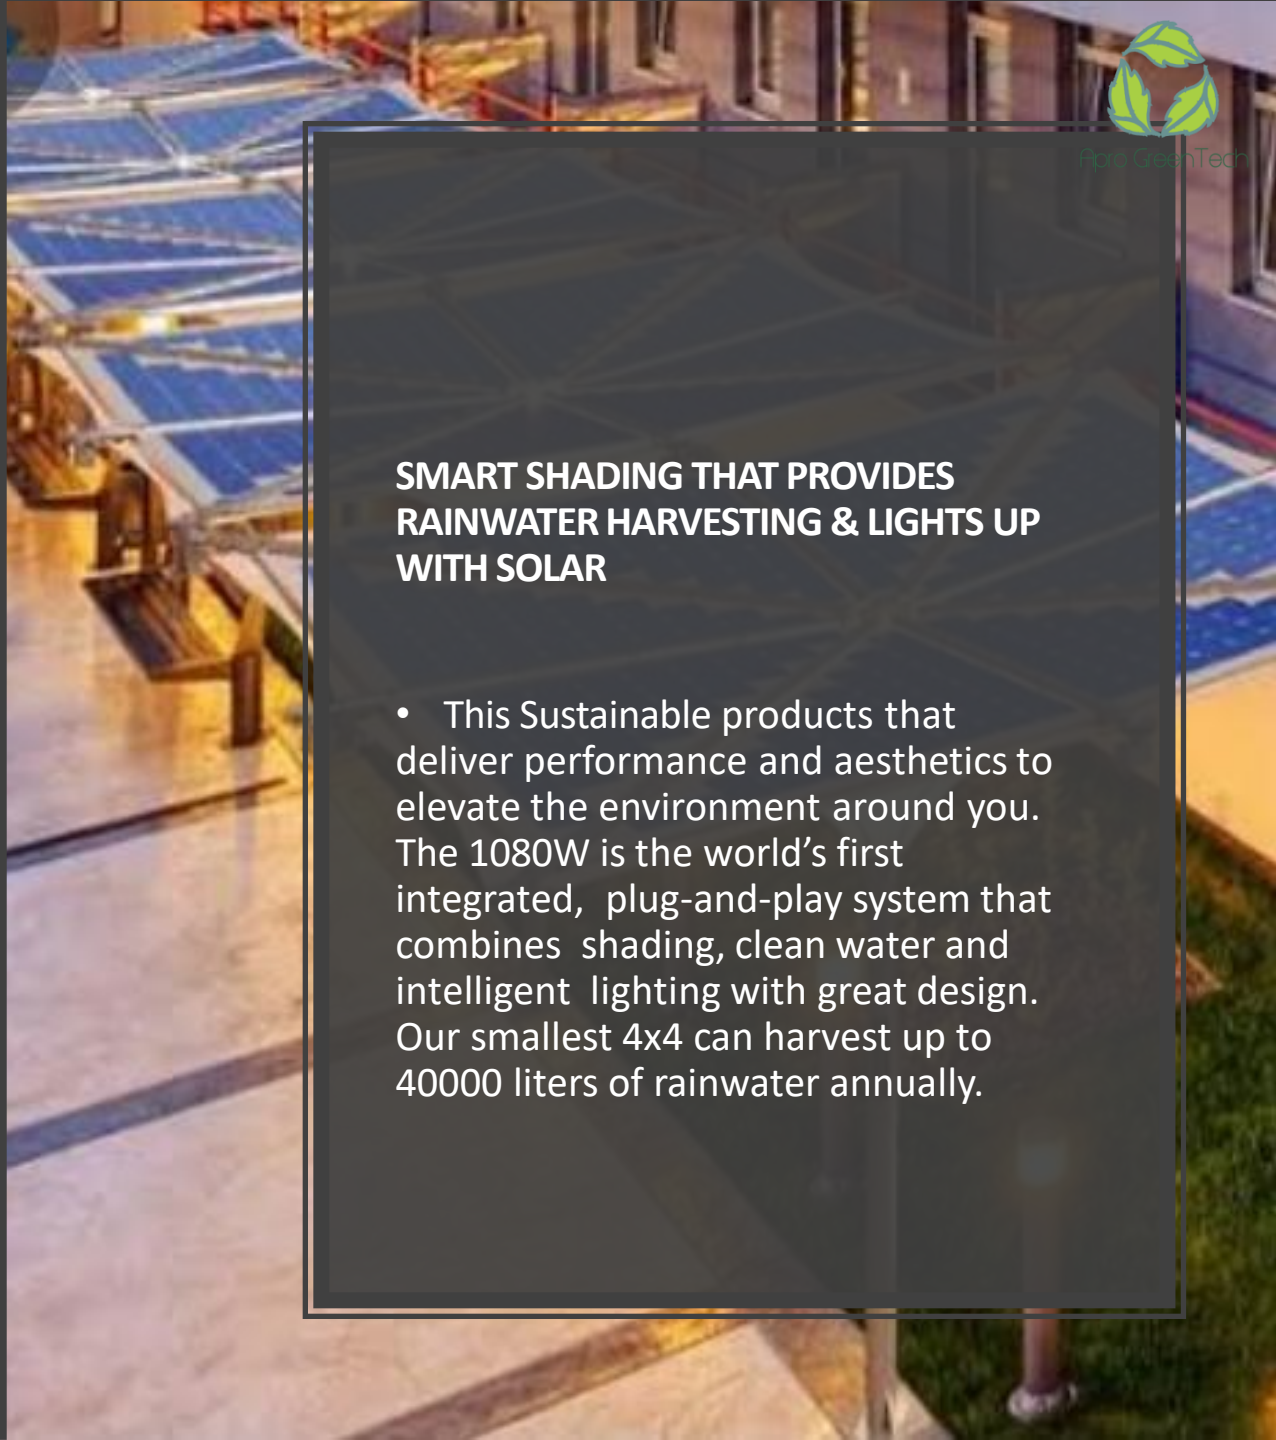 Apro GreenTech
SMART SHADING THAT PROVIDES
RAINWATER HARVESTING & LIGHTS UP
WITH SOLAR
• This Sustainable products that
deliver performance and aesthetics to
elevate the environment around you.
The 1080W is the world’s first
integrated, plug-and-play system that
combines shading, clean water and
intelligent lighting with great design.
Our smallest 4x4 can harvest up to
40000 liters of rainwater annually.